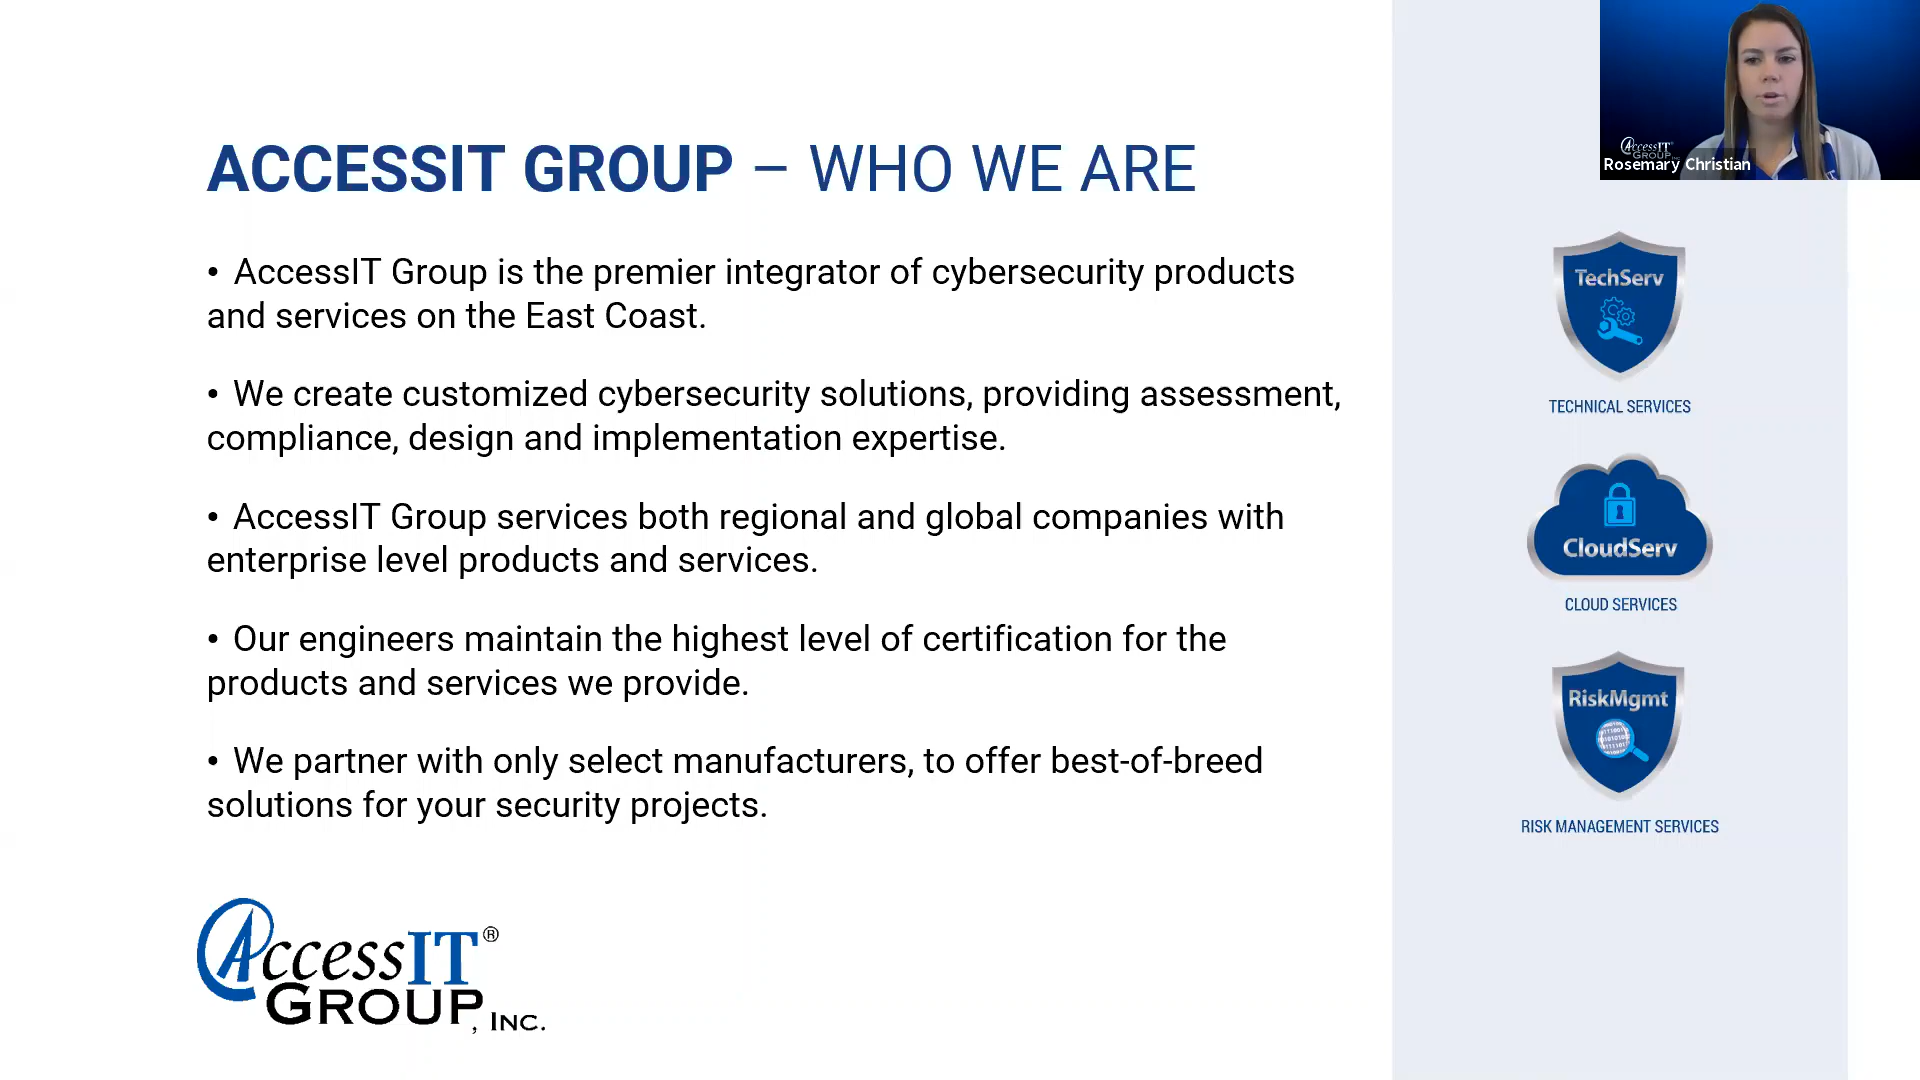 ACCESSIT GROUP – WHO WE ARE
• AccessIT Group is the premier integrator of cybersecurity products
and services on the East Coast.
• We create customized cybersecurity solutions, providing assessment,
compliance, design and implementation expertise.
• AccessIT Group services both regional and global companies with
enterprise level products and services.
• Our engineers maintain the highest level of certification for the
products and services we provide.
• We partner with only select manufacturers, to offer best-of-breed
solutions for your security projects.
AccessIT®
GROUP, INC.
AccessIT
GROUP
Rosemary Christian
TechServ
TECHNICAL SERVICES
CloudServ
CLOUD SERVICES
RiskMgmt
RISK MANAGEMENT SERVICES